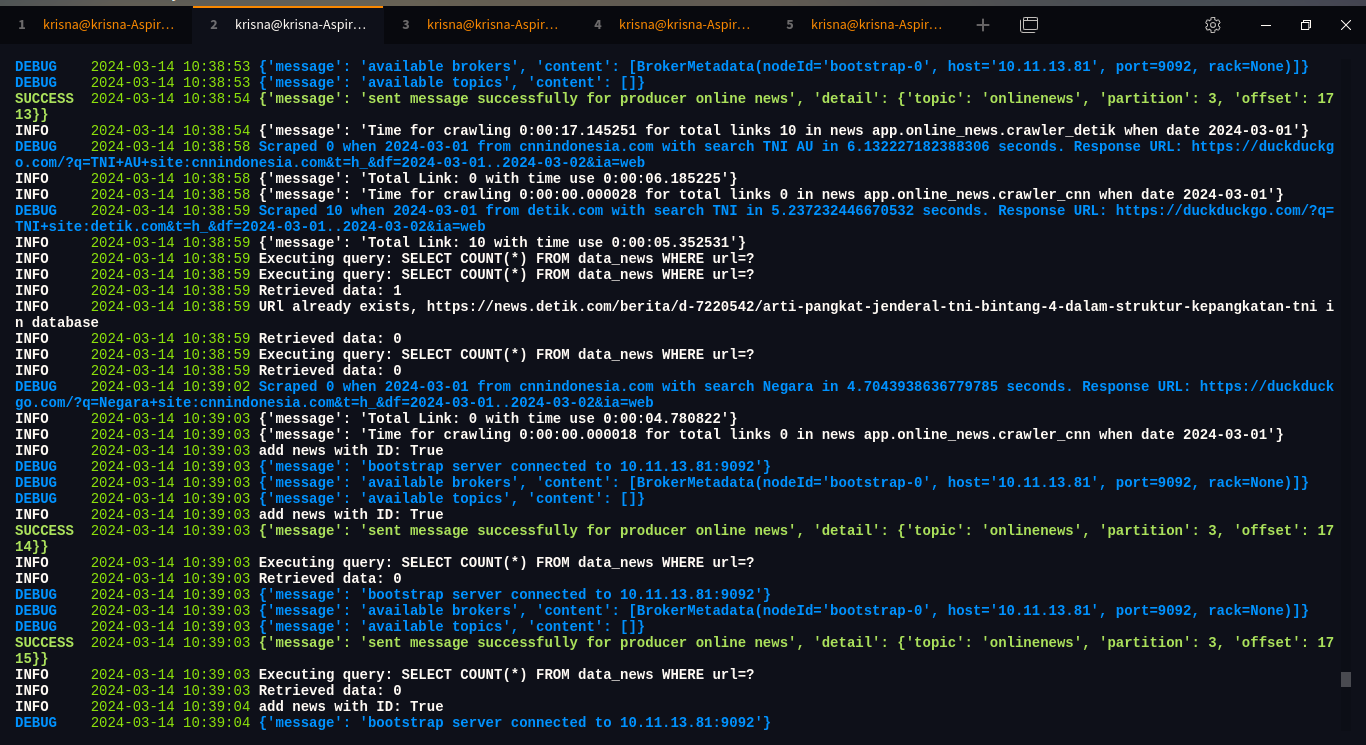 1 krisna@krisna-Aspir... 2 krisna@krisna-Aspir... 3 krisna@krisna-Aspir... 4 krisna@krisna-Aspir... 5 krisna@krisna-Aspir...
DEBUG 2024-03-14 10:38:53 {'message': 'available brokers', 'content': [BrokerMetadata(nodeId='bootstrap-0', host='10.11.13.81', port=9092, rack=None)]}
DEBUG 2024-03-14 10:38:53 {'message': 'available topics', 'content': []}
SUCCESS 2024-03-14 10:38:54 {'message': 'sent message successfully for producer online news', 'detail': {'topic': 'onlinenews', 'partition': 3, 'offset': 17
13}}
INFO 2024-03-14 10:38:54 {'message': 'Time for crawling 0:00:17.145251 for total links 10 in news app.online_news.crawler_detik when date 2024-03-01'}
DEBUG 2024-03-14 10:38:58 Scraped 0 when 2024-03-01 from cnnindonesia.com with search TNI AU in 6.132227182388306 seconds. Response URL: https://duckduckg
o.com/?q=TNI+AU+site:cnnindonesia.com&t=h_&df=2024-03-01..2024-03-02&ia=web
INFO 2024-03-14 10:38:58 {'message': 'Total Link: 0 with time use 0:00:06.185225'}
INFO 2024-03-14 10:38:58 {'message': 'Time for crawling 0:00:00.000028 for total links 0 in news app.online_news.crawler_cnn when date 2024-03-01'}
DEBUG 2024-03-14 10:38:59 Scraped 10 when 2024-03-01 from detik.com with search TNI in 5.237232446670532 seconds. Response URL: https://duckduckgo.com/?q=
TNI+site:detik.com&t=h_&df=2024-03-01..2024-03-02&ia=web
INFO 2024-03-14 10:38:59 {'message': 'Total Link: 10 with time use 0:00:05.352531'}
INFO 2024-03-14 10:38:59 Executing query: SELECT COUNT(*) FROM data_news WHERE url=?
INFO 2024-03-14 10:38:59 Executing query: SELECT COUNT(*) FROM data_news WHERE url=?
INFO 2024-03-14 10:38:59 Retrieved data: 1
INFO 2024-03-14 10:38:59 URl already exists, https://news.detik.com/berita/d-7220542/arti-pangkat-jenderal-tni-bintang-4-dalam-struktur-kepangkatan-tni i
n database
INFO 2024-03-14 10:38:59 Retrieved data: 0
INFO 2024-03-14 10:38:59 Executing query: SELECT COUNT(*) FROM data_news WHERE url=?
INFO 2024-03-14 10:38:59 Retrieved data: 0
DEBUG 2024-03-14 10:39:02 Scraped 0 when 2024-03-01 from cnnindonesia.com with search Negara in 4.7043938636779785 seconds. Response URL: https://duckduck
go.com/?q=Negara+site:cnnindonesia.com&t=h_&df=2024-03-01..2024-03-02&ia=web
INFO 2024-03-14 10:39:03 {'message': 'Total Link: 0 with time use 0:00:04.780822'}
INFO 2024-03-14 10:39:03 {'message': 'Time for crawling 0:00:00.000018 for total links 0 in news app.online_news.crawler_cnn when date 2024-03-01'}
INFO 2024-03-14 10:39:03 add news with ID: True
DEBUG 2024-03-14 10:39:03 {'message': 'bootstrap server connected to 10.11.13.81:9092'}
DEBUG 2024-03-14 10:39:03 {'message': 'available brokers', 'content': [BrokerMetadata(nodeId='bootstrap-0', host='10.11.13.81', port=9092, rack=None)]}
DEBUG 2024-03-14 10:39:03 {'message': 'available topics', 'content': []}
INFO 2024-03-14 10:39:03 add news with ID: True
SUCCESS 2024-03-14 10:39:03 {'message': 'sent message successfully for producer online news', 'detail': {'topic': 'onlinenews', 'partition': 3, 'offset': 17
14}}
INFO 2024-03-14 10:39:03 Executing query: SELECT COUNT(*) FROM data_news WHERE url=?
INFO 2024-03-14 10:39:03 Retrieved data: 0
DEBUG 2024-03-14 10:39:03 {'message': 'bootstrap server connected to 10.11.13.81:9092'}
DEBUG 2024-03-14 10:39:03 {'message': 'available brokers', 'content': [BrokerMetadata(nodeId='bootstrap-0', host='10.11.13.81', port=9092, rack=None)]}
DEBUG 2024-03-14 10:39:03 {'message': 'available topics', 'content': []}
SUCCESS 2024-03-14 10:39:03 {'message': 'sent message successfully for producer online news', 'detail': {'topic': 'onlinenews', 'partition': 3, 'offset': 17
15}}
INFO 2024-03-14 10:39:03 Executing query: SELECT COUNT(*) FROM data_news WHERE url=?
INFO 2024-03-14 10:39:03 Retrieved data: 0
INFO 2024-03-14 10:39:04 add news with ID: True
DEBUG 2024-03-14 10:39:04 {'message': 'bootstrap server connected to 10.11.13.81:9092'}